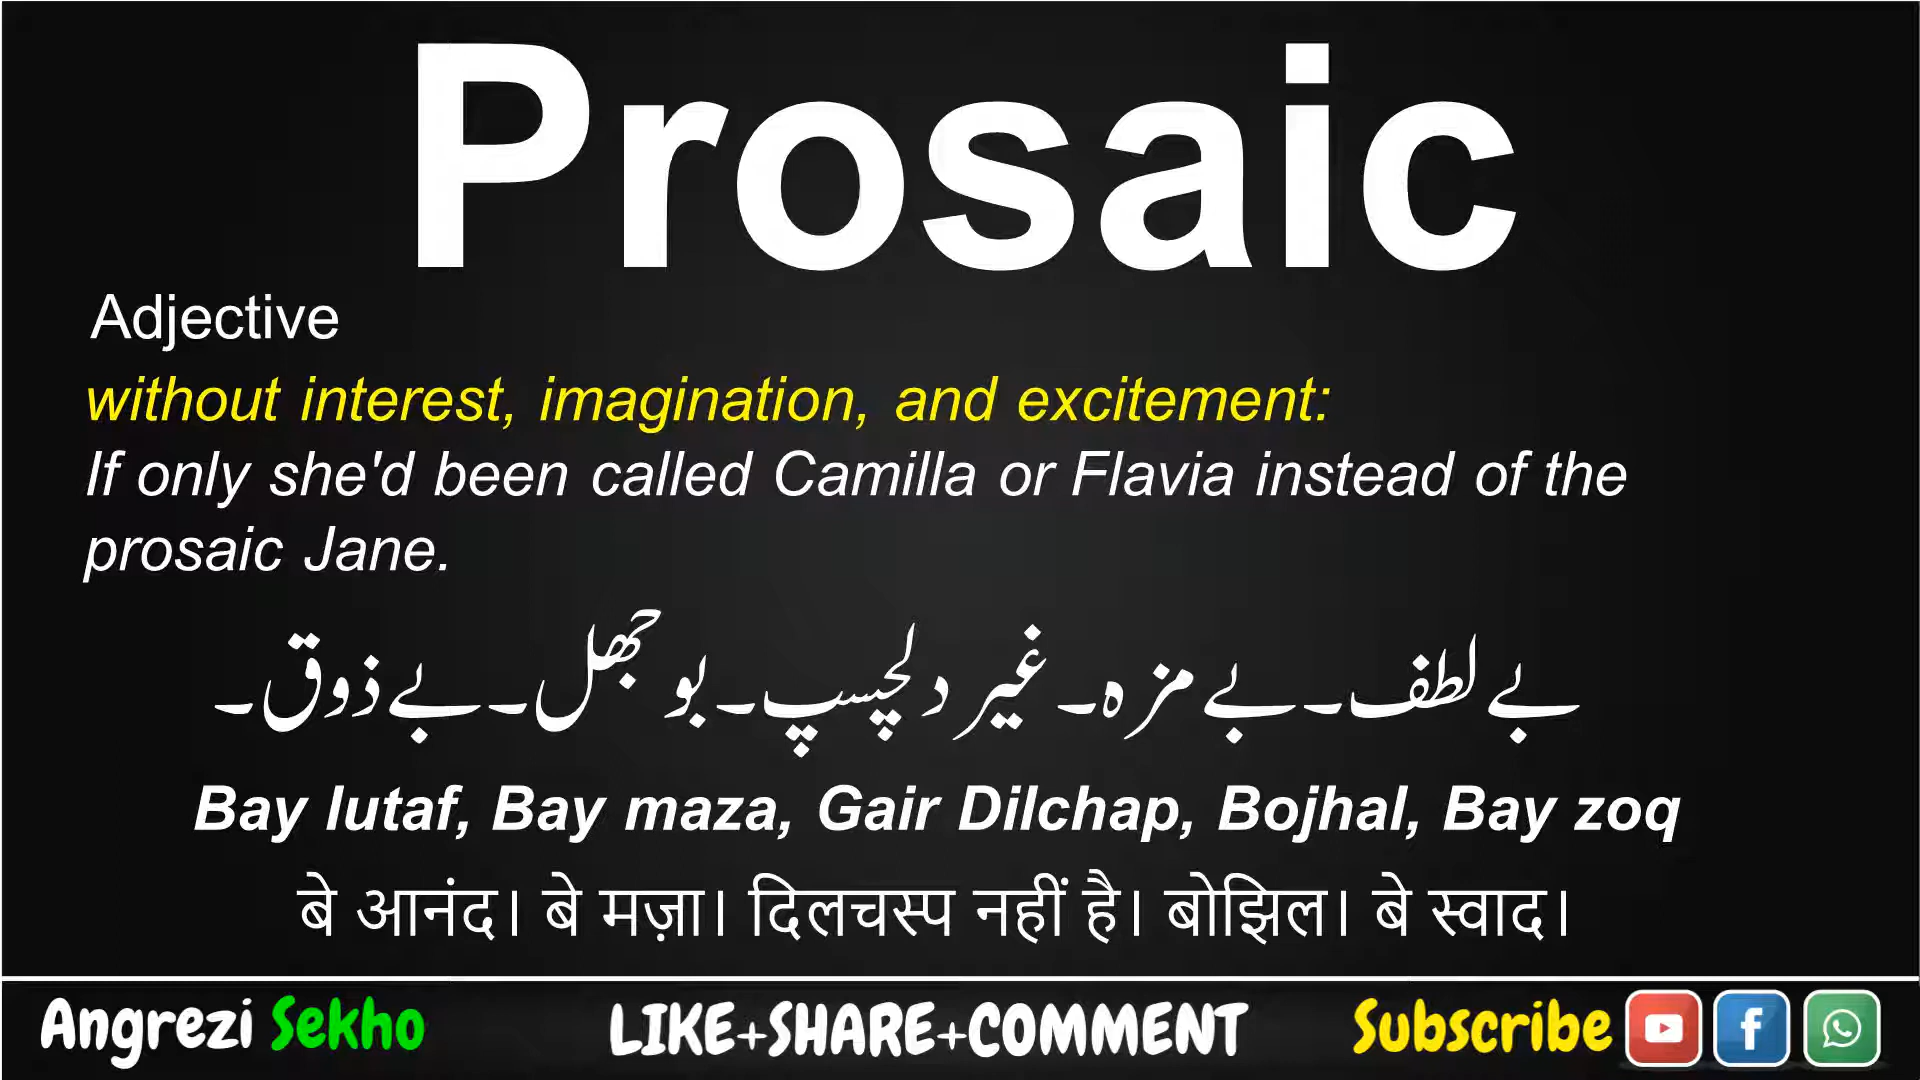 Prosaic
Adjective
without interest, imagination, and excitement:
If only she'd been called Camilla or Flavia instead of the
prosaic Jane.
بے لطف۔بے مزہ۔غیر دلچسپ۔بوجھل۔بے ذوق۔
Bay lutaf, Bay maza, Gair Dilchap, Bojhal, Bay zoq
बे आनंद। बे मज़ा। दिलचस्प नहीं है। बोझिल। बे स्वाद।
Angrezi Sekho LIKE+SHARE+COMMENT Subscribe